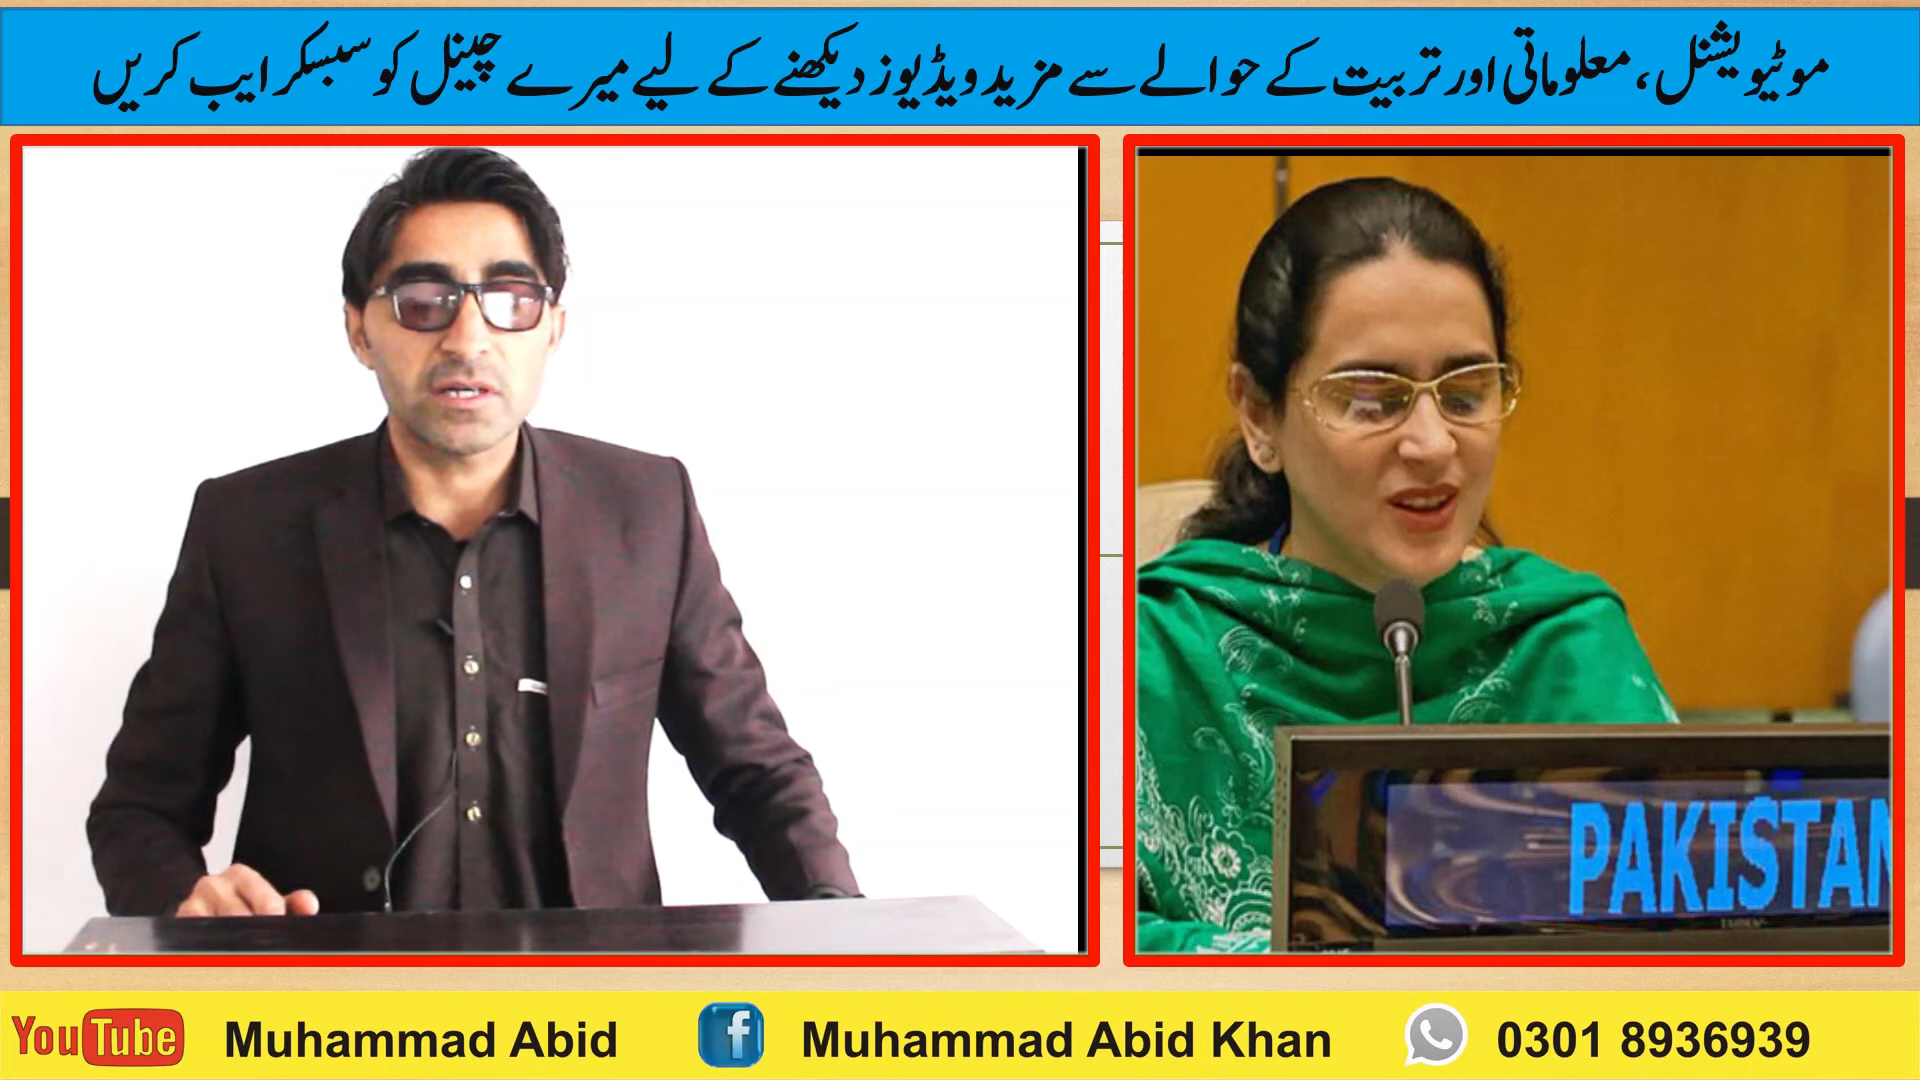 موٹیویشنل، معلوماتی اور تربیت کے حوالے سے مزید ویڈیوز دیکھنے کے لیے میرے چینل کو سبسکرایب کریں
PAKISTAN
YouTube Muhammad Abid f Muhammad Abid Khan 0301 8936939